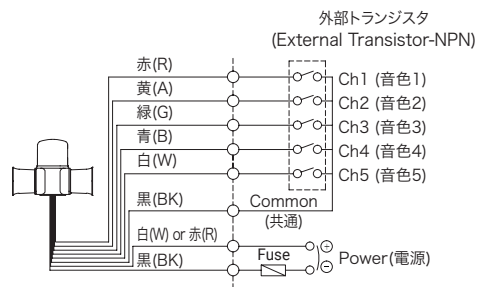 外部トランジスタ
(External Transistor-NPN)
赤(R)
Ch1 (音色1)
黄(A)
Ch2 (音色2)
緑(G)
Ch3 (音色3)
青(B)
Ch4 (音色4)
白(W)
Ch5 (音色5)
黒(BK)
Common
(共通)
白(W) or 赤(R)
⊕
Fuse
Power(電源)
黒(BK)
⊖